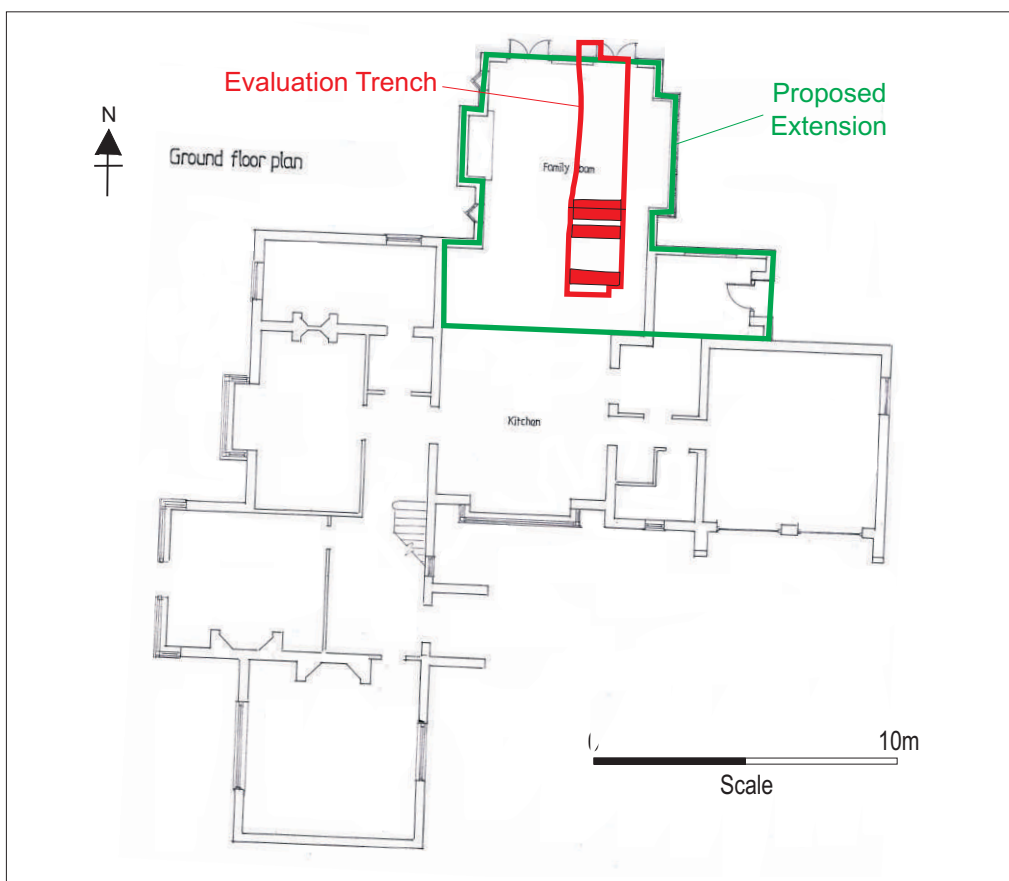 Evaluation Trench
Proposed
Extension
N
Ground floor plan
Family room
Kitchen
10m
Scale